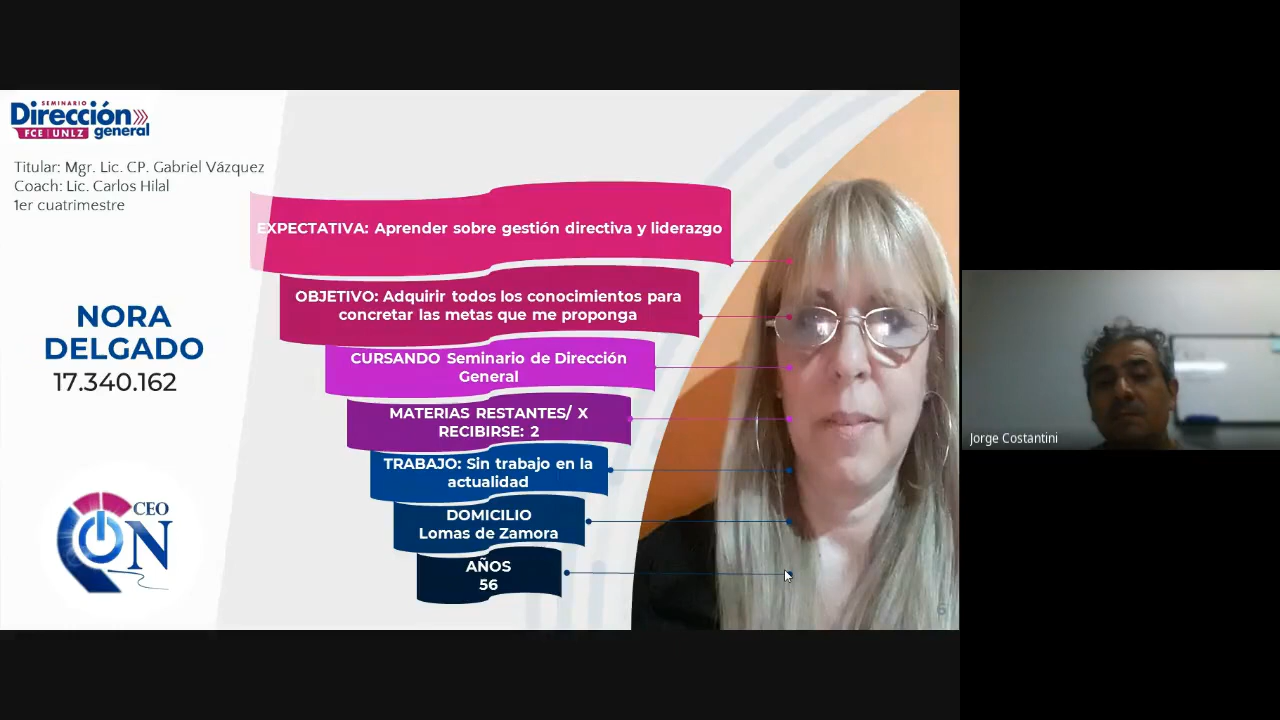 SEMINARIO
Dirección
general
FCE | UNLZ
Titular: Mgr. Lic. CP. Gabriel Vázquez
Coach: Lic. Carlos Hilal
1er cuatrimestre
NORA
DELGADO
17.340.162
CEO
ON
EXPECTATIVA: Aprender sobre gestión directiva y liderazgo
OBJETIVO: Adquirir todos los conocimientos para
concretar las metas que me proponga
CURSANDO Seminario de Dirección
General
MATERIAS RESTANTES/ X
RECIBIRSE: 2
TRABAJO: Sin trabajo en la
actualidad
DOMICILIO
Lomas de Zamora
AÑOS
56
6
Jorge Costantini